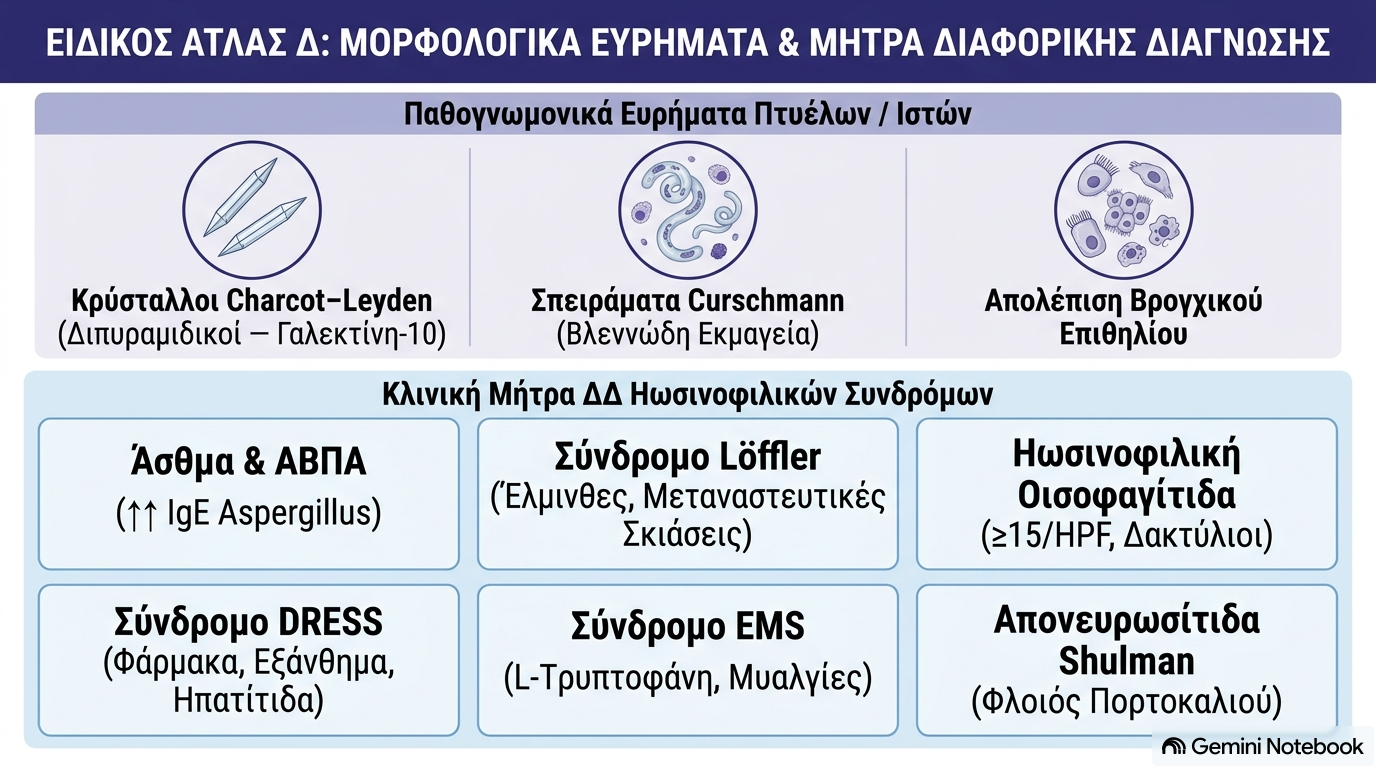 ΕΙΔΙΚΟΣ ΑΤΛΑΣ Δ: ΜΟΡΦΟΛΟΓΙΚΑ ΕΥΡΗΜΑΤΑ & ΜΗΤΡΑ ΔΙΑΦΟΡΙΚΗΣ ΔΙΑΓΝΩΣΗΣ
Παθογνωμονικά Ευρήματα Πτυέλων / Ιστών
Κρύσταλλοι Charcot–Leyden
(Διπυραμιδικοί — Γαλεκτίνη-10)
Σπειράματα Curschmann
(Βλεννώδη Εκμαγεία)
Απολέπιση Βρογχικού
Επιθηλίου
Κλινική Μήτρα ΔΔ Ηωσινοφιλικών Συνδρόμων
Άσθμα & ΑΒΠΑ
(↑↑ IgE Aspergillus)
Σύνδρομο Löffler
(Έλμινθες, Μεταναστευτικές
Σκιάσεις)
Ηωσινοφιλική
Οισοφαγίτιδα
(≥15/HPF, Δακτύλιοι)
Σύνδρομο DRESS
(Φάρμακα, Εξάνθημα,
Ηπατίτιδα)
Σύνδρομο EMS
(L-Τρυπτοφάνη, Μυαλγίες)
Απονευρωσίτιδα
Shulman
(Φλοιός Πορτοκαλιού)
Gemini Notebook